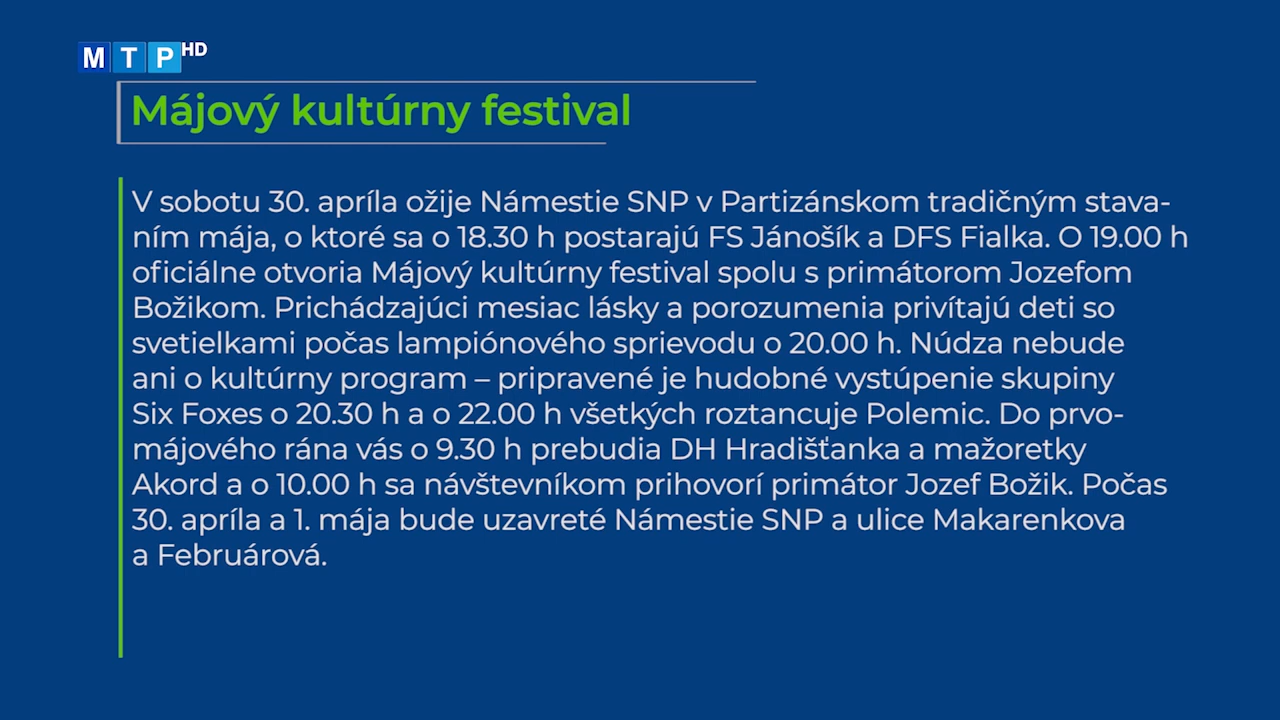 MTP HD
Májový kultúrny festival
V sobotu 30. apríla ožije Námestie SNP v Partizánskom tradičným stava-
ním mája, o ktoré sa o 18.30 h postarajú FS Jánošík a DFS Fialka. O 19.00 h
oficiálne otvoria Májový kultúrny festival spolu s primátorom Jozefom
Božikom. Prichádzajúci mesiac lásky a porozumenia privítajú deti so
svetielkami počas lampiónového sprievodu o 20.00 h. Núdza nebude
ani o kultúrny program – pripravené je hudobné vystúpenie skupiny
Six Foxes o 20.30 h a o 22.00 h všetkých roztancuje Polemic. Do prvo-
májového rána vás o 9.30 h prebudia DH Hradišťanka a mažoretky
Akord a o 10.00 h sa návštevníkom prihovorí primátor Jozef Božik. Počas
30. apríla a 1. mája bude uzavreté Námestie SNP a ulice Makarenkova
a Februárová.